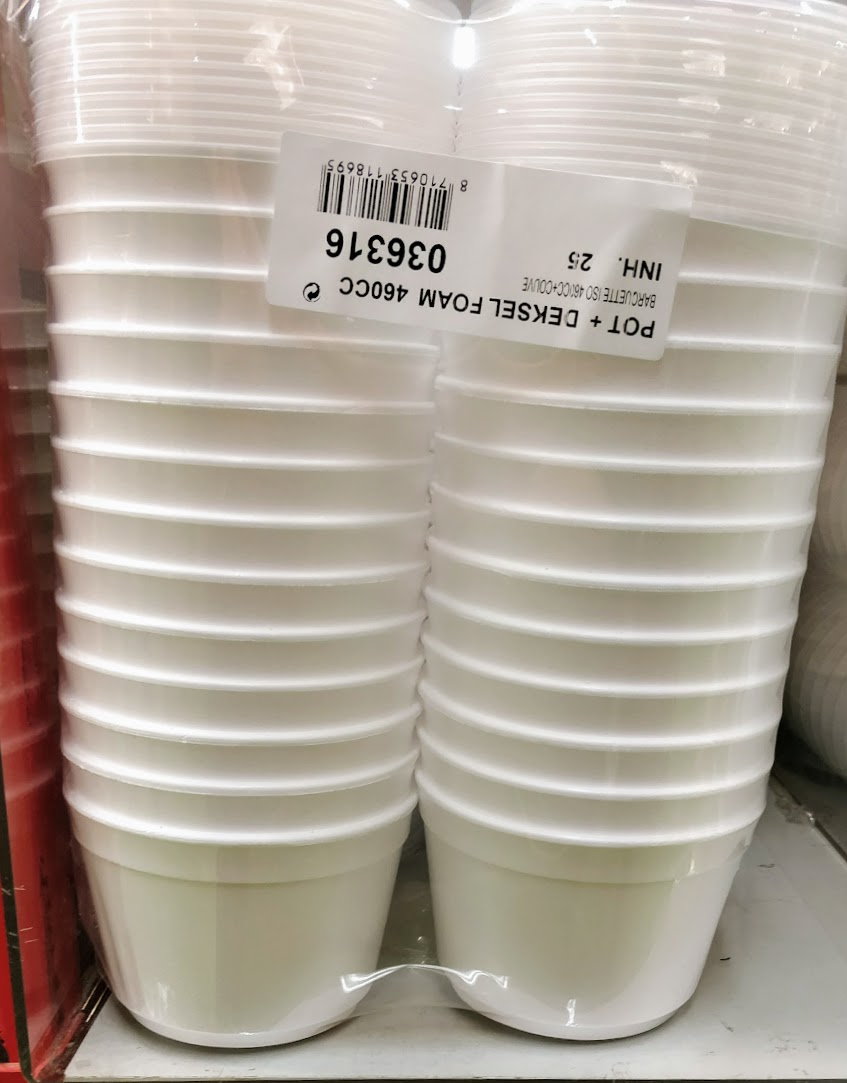 POT + DEKSEL FOAM 460CC
BARQUETTE ISO 460CC+COUVE
INH. 25
036316
8 710653 118695